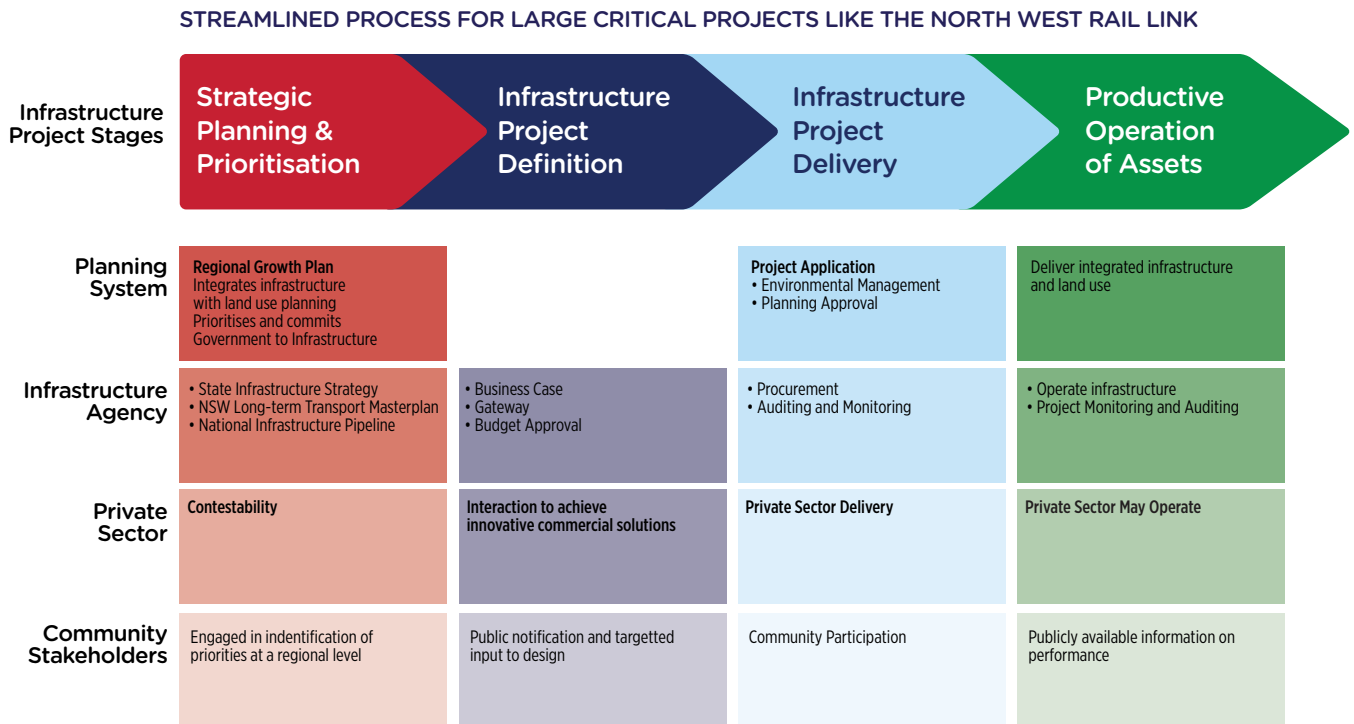 STREAMLINED PROCESS FOR LARGE CRITICAL PROJECTS LIKE THE NORTH WEST RAIL LINK
Infrastructure
Project Stages
Strategic
Planning &
Prioritisation
Infrastructure
Project
Definition
Infrastructure
Project
Delivery
Productive
Operation
of Assets
Planning
System
Regional Growth Plan
Integrates infrastructure
with land use planning
Prioritises and commits
Government to Infrastructure
Project Application
• Environmental Management
• Planning Approval
Deliver integrated infrastructure
and land use
Infrastructure
Agency
• State Infrastructure Strategy
• NSW Long-term Transport Masterplan
• National Infrastructure Pipeline
• Business Case
• Gateway
• Budget Approval
• Procurement
• Auditing and Monitoring
• Operate infrastructure
• Project Monitoring and Auditing
Private
Sector
Contestability
Interaction to achieve
innovative commercial solutions
Private Sector Delivery
Private Sector May Operate
Community
Stakeholders
Engaged in indentification of
priorities at a regional level
Public notification and targetted
input to design
Community Participation
Publicly available information on
performance